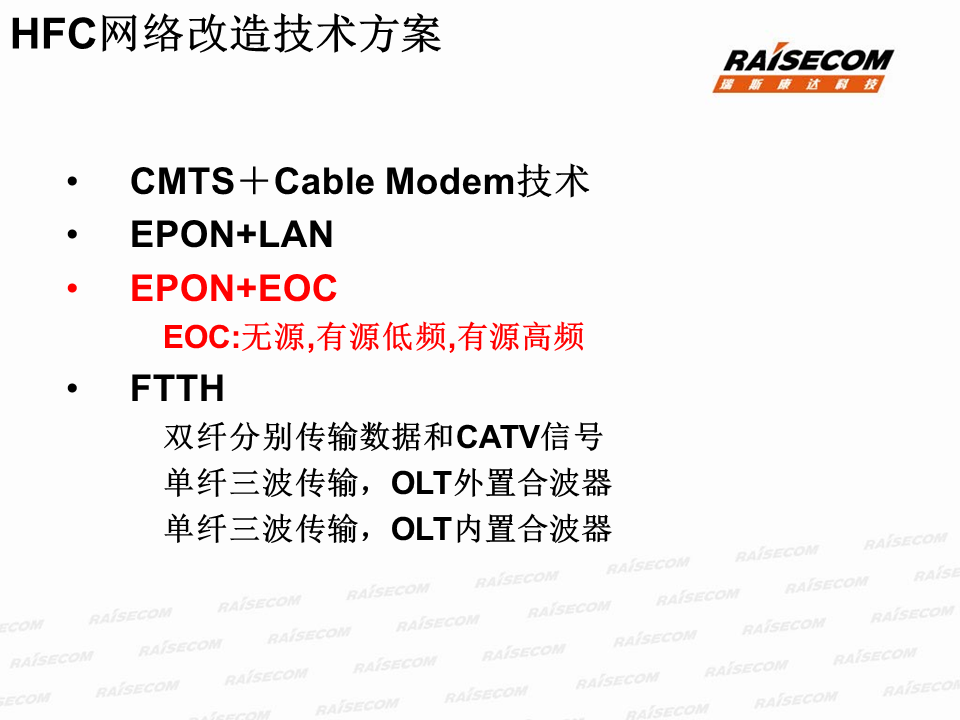 HFC网络改造技术方案
RAISECOM
瑞斯康达科技
• CMTS＋Cable Modem技术
• EPON+LAN
• EPON+EOC
EOC:无源,有源低频,有源高频
• FTTH
双纤分别传输数据和CATV信号
单纤三波传输，OLT外置合波器
单纤三波传输，OLT内置合波器